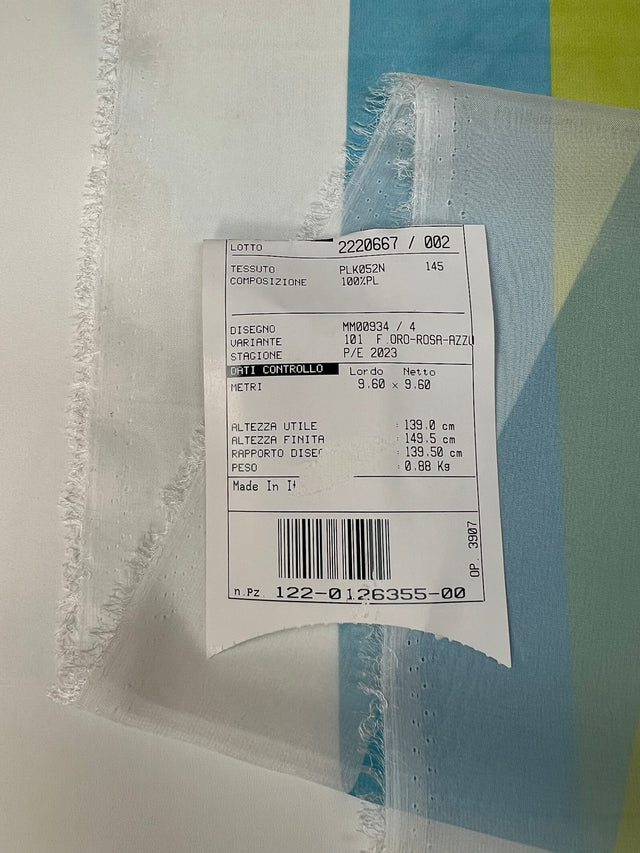 LOTTO 2220667 / 002
TESSUTO PLK052N 145
COMPOSIZIONE 100%PL
DISEGNO MM00934 / 4
VARIANTE 101 F.ORO-ROSA-AZZU
STAGIONE P/E 2023
DATI CONTROLLO Lordo Netto
METRI 9.60 x 9.60
ALTEZZA UTILE : 139.0 cm
ALTEZZA FINITA : 149.5 cm
RAPPORTO DISEG : 139.50 cm
PESO : 0.88 Kg
Made In It
OP. 3907
n.Pz. 122-0126355-00